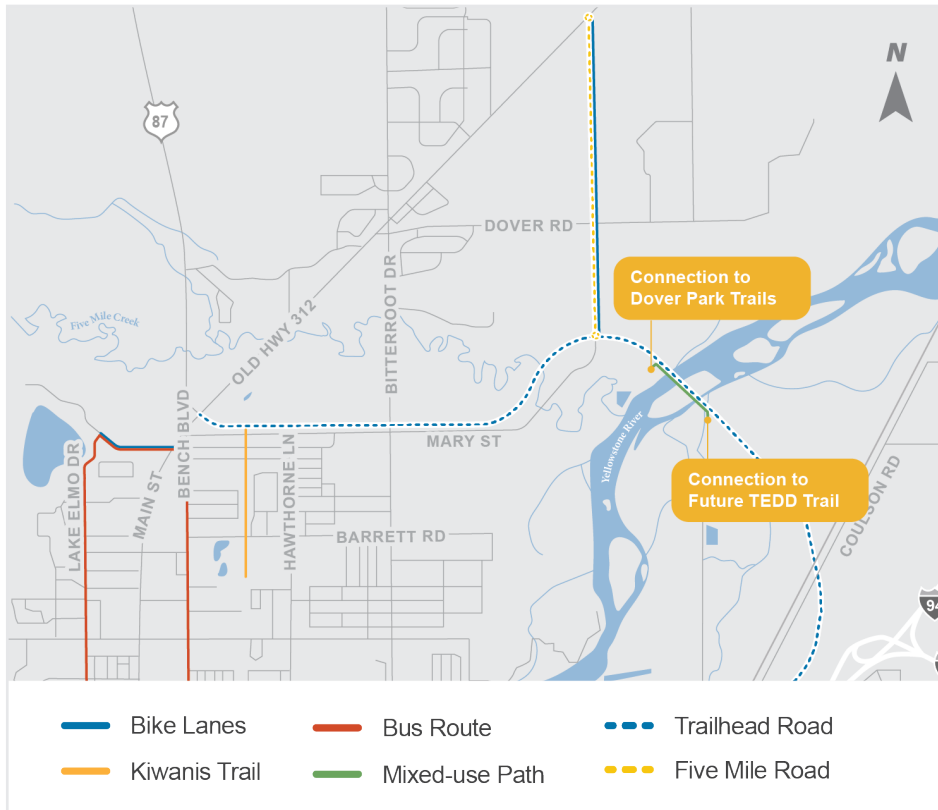 N
87
DOVER RD
Connection to
Dover Park Trails
BITTERROOT DR
Five Mile Creek
OLD HWY 312
BENCH BLVD
MARY ST
Yellowstone River
LAKE ELMO DR
MAIN ST
HAWTHORNE LN
BARRETT RD
Connection to
Future TEDD Trail
COULSON RD
94
Bike Lanes
Bus Route
Trailhead Road
Kiwanis Trail
Mixed-use Path
Five Mile Road